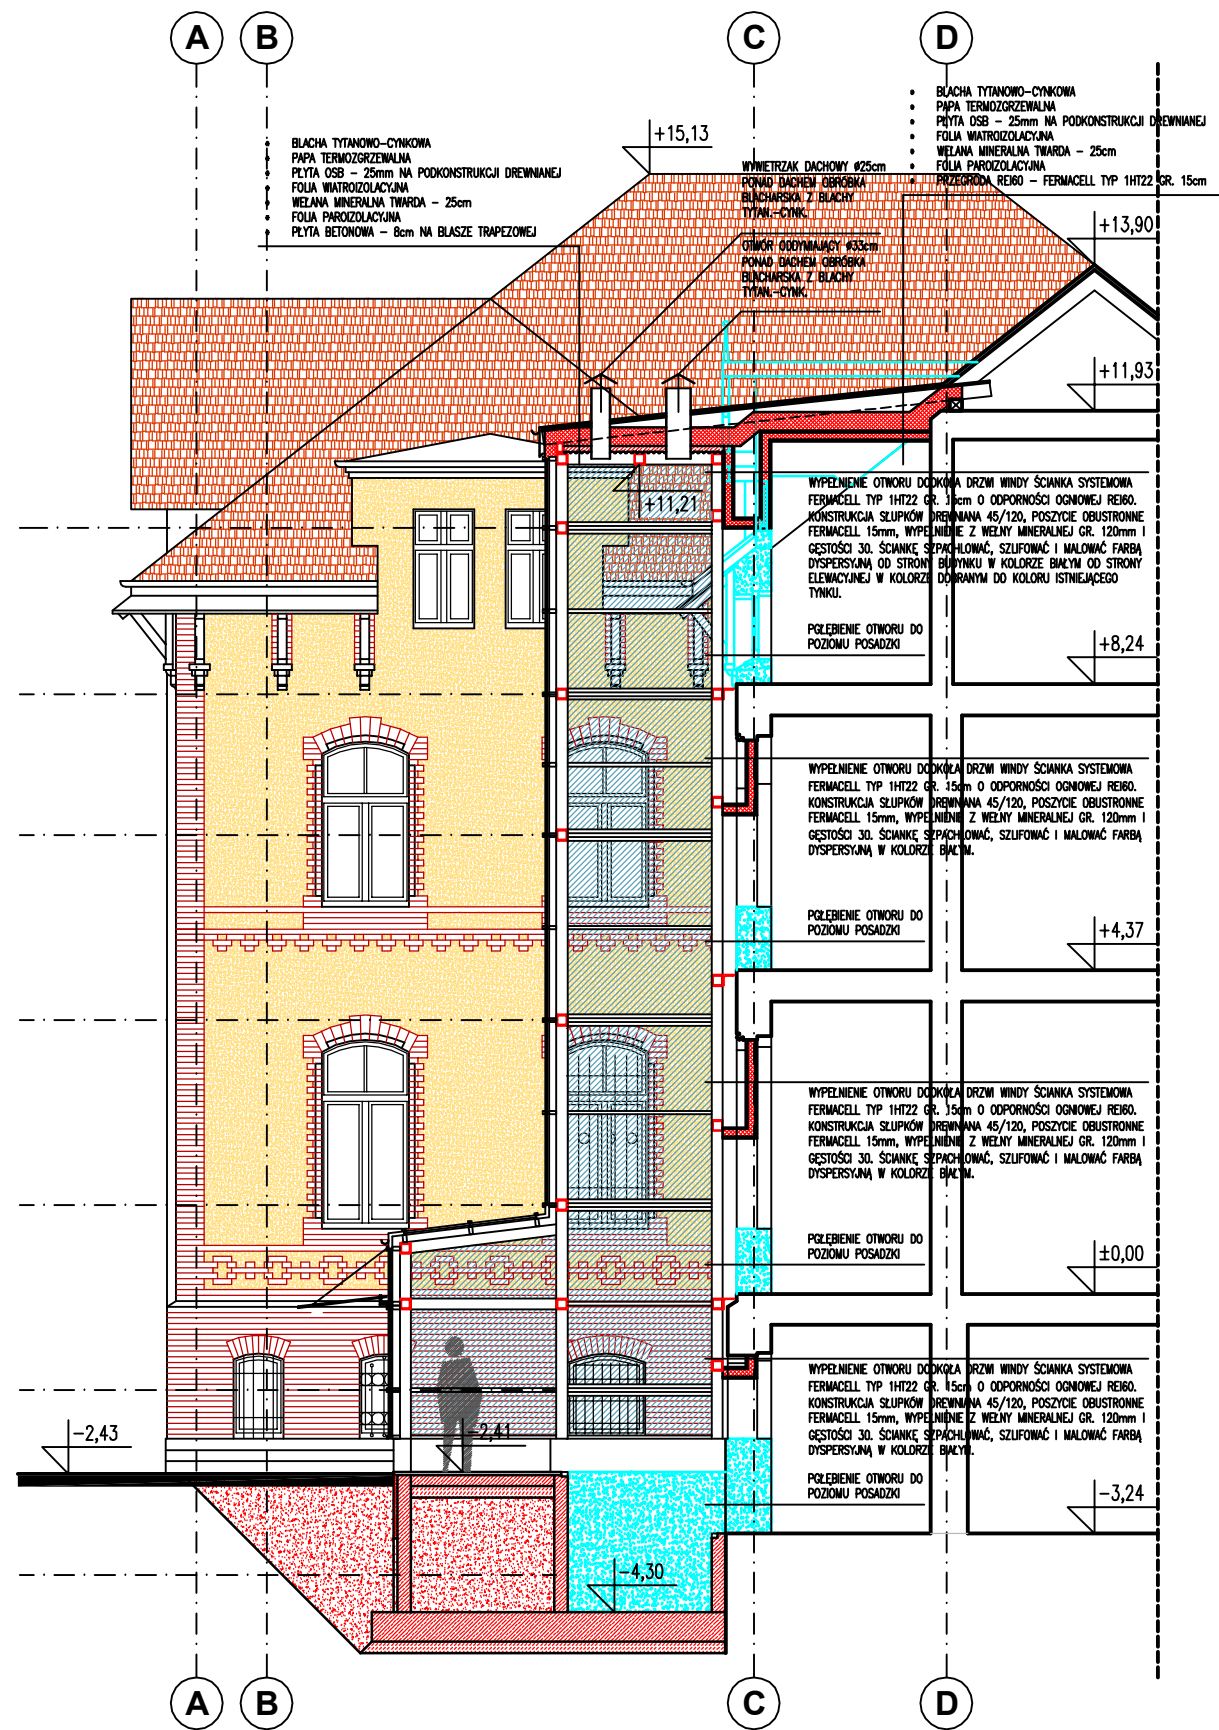 A B C D
BLACHA TYTANOWO-CYNKOWA
PAPA TERMOZGRZEWALNA
PŁYTA OSB - 25mm NA PODKONSTRUKCJI DREWNIANEJ
FOLIA WIATROIZOLACYJNA
WEŁANA MINERALNA TWARDA - 25cm
FOLIA PAROIZOLACYJNA
PRZEGRODA REI60 - FERMACELL TYP 1HT22 GR. 15cm
+15,13
BLACHA TYTANOWO-CYNKOWA
PAPA TERMOZGRZEWALNA
PŁYTA OSB - 25mm NA PODKONSTRUKCJI DREWNIANEJ
FOLIA WIATROIZOLACYJNA
WEŁANA MINERALNA TWARDA - 25cm
FOLIA PAROIZOLACYJNA
PŁYTA BETONOWA - 8cm NA BLASZE TRAPEZOWEJ
WYWIETRZAK DACHOWY ø25cm
PONAD DACHEM OBRÓBKA
BLACHARSKA Z BLACHY
TYTAN.-CYNK.
OTWÓR ODDYMIAJĄCY ø33cm
PONAD DACHEM OBRÓBKA
BLACHARSKA Z BLACHY
TYTAN.-CYNK.
+13,90
+11,93
+11,21
WYPEŁNIENIE OTWORU DOOKOŁA DRZWI WINDY ŚCIANKA SYSTEMOWA
FERMACELL TYP 1HT22 GR. 15cm O ODPORNOŚCI OGNIOWEJ REI60.
KONSTRUKCJA SŁUPKÓW DREWNIANA 45/120, POSZYCIE OBUSTRONNE
FERMACELL 15mm, WYPEŁNIENIE Z WEŁNY MINERALNEJ GR. 120mm I
GĘSTOŚCI 30. ŚCIANKĘ SZPACHLOWAĆ, SZLIFOWAĆ I MALOWAĆ FARBĄ
DYSPERSYJNĄ OD STRONY BUDYNKU W KOLORZE BIAŁYM OD STRONY
ELEWACYJNEJ W KOLORZE DOBRANYM DO KOLORU ISTNIEJĄCEGO
TYNKU.
PGŁĘBIENIE OTWORU DO
POZIOMU POSADZKI
+8,24
WYPEŁNIENIE OTWORU DOOKOŁA DRZWI WINDY ŚCIANKA SYSTEMOWA
FERMACELL TYP 1HT22 GR. 15cm O ODPORNOŚCI OGNIOWEJ REI60.
KONSTRUKCJA SŁUPKÓW DREWNIANA 45/120, POSZYCIE OBUSTRONNE
FERMACELL 15mm, WYPEŁNIENIE Z WEŁNY MINERALNEJ GR. 120mm I
GĘSTOŚCI 30. ŚCIANKĘ SZPACHLOWAĆ, SZLIFOWAĆ I MALOWAĆ FARBĄ
DYSPERSYJNĄ W KOLORZE BIAŁYM.
PGŁĘBIENIE OTWORU DO
POZIOMU POSADZKI
+4,37
WYPEŁNIENIE OTWORU DOOKOŁA DRZWI WINDY ŚCIANKA SYSTEMOWA
FERMACELL TYP 1HT22 GR. 15cm O ODPORNOŚCI OGNIOWEJ REI60.
KONSTRUKCJA SŁUPKÓW DREWNIANA 45/120, POSZYCIE OBUSTRONNE
FERMACELL 15mm, WYPEŁNIENIE Z WEŁNY MINERALNEJ GR. 120mm I
GĘSTOŚCI 30. ŚCIANKĘ SZPACHLOWAĆ, SZLIFOWAĆ I MALOWAĆ FARBĄ
DYSPERSYJNĄ W KOLORZE BIAŁYM.
PGŁĘBIENIE OTWORU DO
POZIOMU POSADZKI
±0,00
WYPEŁNIENIE OTWORU DOOKOŁA DRZWI WINDY ŚCIANKA SYSTEMOWA
FERMACELL TYP 1HT22 GR. 15cm O ODPORNOŚCI OGNIOWEJ REI60.
KONSTRUKCJA SŁUPKÓW DREWNIANA 45/120, POSZYCIE OBUSTRONNE
FERMACELL 15mm, WYPEŁNIENIE Z WEŁNY MINERALNEJ GR. 120mm I
GĘSTOŚCI 30. ŚCIANKĘ SZPACHLOWAĆ, SZLIFOWAĆ I MALOWAĆ FARBĄ
DYSPERSYJNĄ W KOLORZE BIAŁYM.
-2,43
-2,41
PGŁĘBIENIE OTWORU DO
POZIOMU POSADZKI
-3,24
-4,30
A B C D